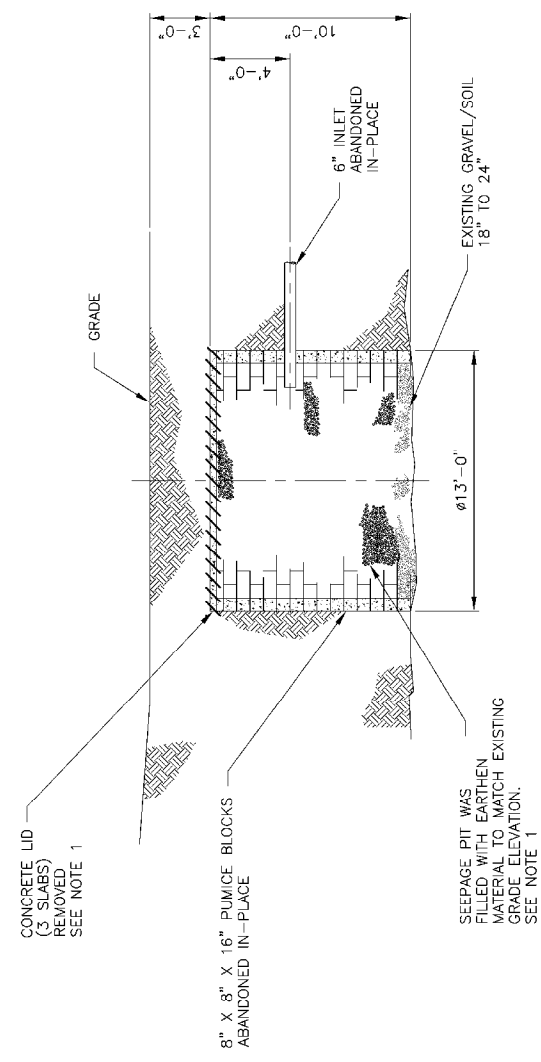 CONCRETE LID
(3 SLABS)
REMOVED
SEE NOTE 1
GRADE
3'-0"
10'-0"
4'-0"
6" INLET
ABANDONED
IN-PLACE
8" X 8" X 16" PUMICE BLOCKS
ABANDONED IN-PLACE
EXISTING GRAVEL/SOIL
18" TO 24"
ø13'-0"
SEEPAGE PIT WAS
FILLED WITH EARTHEN
MATERIAL TO MATCH EXISTING
GRADE ELEVATION.
SEE NOTE 1